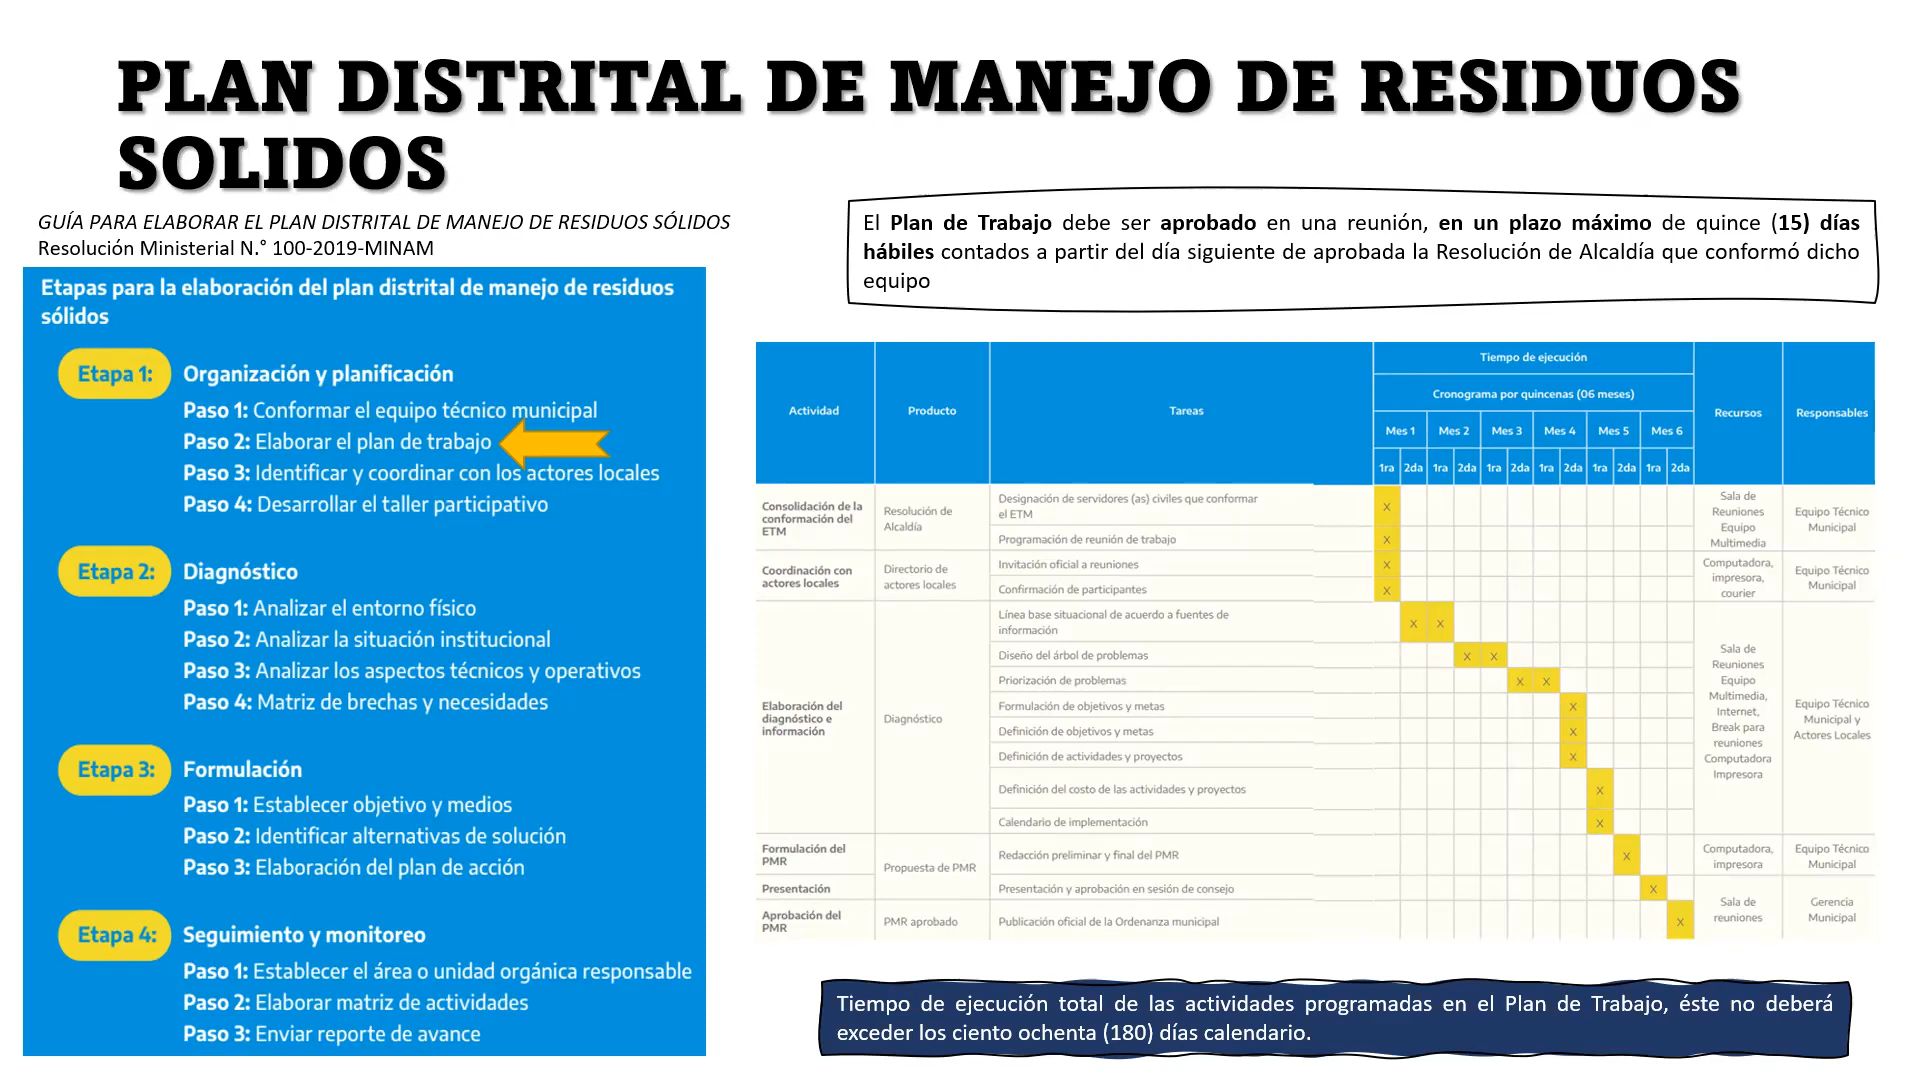 PLAN DISTRITAL DE MANEJO DE RESIDUOS
SOLIDOS
GUÍA PARA ELABORAR EL PLAN DISTRITAL DE MANEJO DE RESIDUOS SÓLIDOS
Resolución Ministerial N.° 100-2019-MINAM
Etapas para la elaboración del plan distrital de manejo de residuos
sólidos
Etapa 1: Organización y planificación
Paso 1: Conformar el equipo técnico municipal
Paso 2: Elaborar el plan de trabajo
Paso 3: Identificar y coordinar con los actores locales
Paso 4: Desarrollar el taller participativo
Etapa 2: Diagnóstico
Paso 1: Analizar el entorno físico
Paso 2: Analizar la situación institucional
Paso 3: Analizar los aspectos técnicos y operativos
Paso 4: Matriz de brechas y necesidades
Etapa 3: Formulación
Paso 1: Establecer objetivo y medios
Paso 2: Identificar alternativas de solución
Paso 3: Elaboración del plan de acción
Etapa 4: Seguimiento y monitoreo
Paso 1: Establecer el área o unidad orgánica responsable
Paso 2: Elaborar matriz de actividades
Paso 3: Enviar reporte de avance
El Plan de Trabajo debe ser aprobado en una reunión, en un plazo máximo de quince (15) días
hábiles contados a partir del día siguiente de aprobada la Resolución de Alcaldía que conformó dicho
equipo
Tiempo de ejecución
Cronograma por quincenas (06 meses)
Actividad Producto Tareas Recursos Responsables
Mes 1 Mes 2 Mes 3 Mes 4 Mes 5 Mes 6
1ra 2da 1ra 2da 1ra 2da 1ra 2da 1ra 2da 1ra 2da
Consolidación de la
conformación del
ETM
Resolución de
Alcaldía
Designación de servidores (as) civiles que conformar
el ETM
X
Programación de reunión de trabajo
X
Sala de
Reuniones
Equipo
Multimedia
Equipo Técnico
Municipal
Coordinación con
actores locales
Directorio de
actores locales
Invitación oficial a reuniones
X
Confirmación de participantes
X
Computadora,
impresora,
courier
Equipo Técnico
Municipal
Elaboración del
diagnóstico e
información
Diagnóstico
Línea base situacional de acuerdo a fuentes de
información
X X
Diseño del árbol de problemas
X X
Priorización de problemas
X X
Formulación de objetivos y metas
X
Definición de objetivos y metas
X
Definición de actividades y proyectos
X
Definición del costo de las actividades y proyectos
X
Calendario de implementación
X
Sala de
Reuniones
Equipo
Multimedia,
Internet,
Break para
reuniones
Computadora
Impresora
Equipo Técnico
Municipal y
Actores Locales
Formulación del
PMR
Propuesta de PMR
Redacción preliminar y final del PMR
X
Computadora,
impresora
Equipo Técnico
Municipal
Presentación
Presentación y aprobación en sesión de consejo
X
Aprobación del
PMR
PMR aprobado
Publicación oficial de la Ordenanza municipal
X
Sala de
reuniones
Gerencia
Municipal
Tiempo de ejecución total de las actividades programadas en el Plan de Trabajo, éste no deberá
exceder los ciento ochenta (180) días calendario.